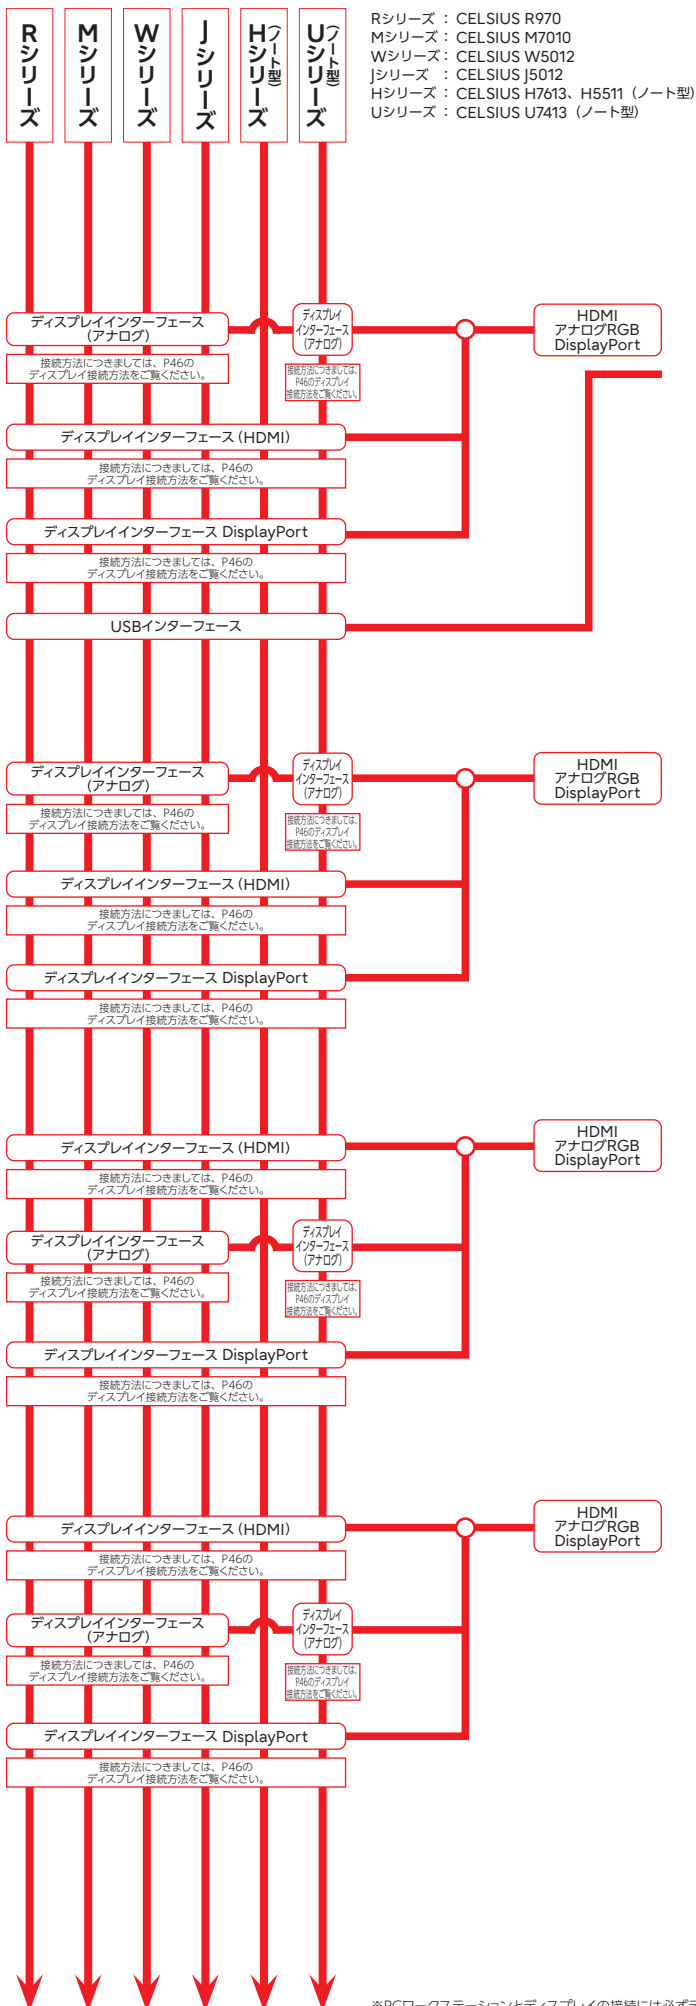 Rシリーズ
Mシリーズ
Wシリーズ
Jシリーズ
Hシリーズ
（ノート型）
Uシリーズ
（ノート型）
Rシリーズ ：CELSIUS R970
Mシリーズ：CELSIUS M7010
Wシリーズ：CELSIUS W5012
Jシリーズ ：CELSIUS J5012
Hシリーズ：CELSIUS H7613、H5511（ノート型）
Uシリーズ ：CELSIUS U7413（ノート型）
ディスプレイインターフェース
(アナログ)
ディスプレイ
インターフェース
(アナログ)
HDMI
アナログRGB
DisplayPort
接続方法につきましては、P46の
ディスプレイ接続方法をご覧ください。
接続方法につきましては、
P46のディスプレイ
接続方法をご覧ください。
ディスプレイインターフェース(HDMI)
接続方法につきましては、P46の
ディスプレイ接続方法をご覧ください。
ディスプレイインターフェース DisplayPort
接続方法につきましては、P46の
ディスプレイ接続方法をご覧ください。
USBインターフェース
ディスプレイインターフェース
(アナログ)
ディスプレイ
インターフェース
(アナログ)
HDMI
アナログRGB
DisplayPort
接続方法につきましては、P46の
ディスプレイ接続方法をご覧ください。
接続方法につきましては、
P46のディスプレイ
接続方法をご覧ください。
ディスプレイインターフェース(HDMI)
接続方法につきましては、P46の
ディスプレイ接続方法をご覧ください。
ディスプレイインターフェース DisplayPort
接続方法につきましては、P46の
ディスプレイ接続方法をご覧ください。
ディスプレイインターフェース(HDMI)
HDMI
アナログRGB
DisplayPort
接続方法につきましては、P46の
ディスプレイ接続方法をご覧ください。
ディスプレイインターフェース
(アナログ)
ディスプレイ
インターフェース
(アナログ)
接続方法につきましては、P46の
ディスプレイ接続方法をご覧ください。
接続方法につきましては、
P46のディスプレイ
接続方法をご覧ください。
ディスプレイインターフェース DisplayPort
接続方法につきましては、P46の
ディスプレイ接続方法をご覧ください。
ディスプレイインターフェース(HDMI)
HDMI
アナログRGB
DisplayPort
接続方法につきましては、P46の
ディスプレイ接続方法をご覧ください。
ディスプレイインターフェース
(アナログ)
ディスプレイ
インターフェース
(アナログ)
接続方法につきましては、P46の
ディスプレイ接続方法をご覧ください。
接続方法につきましては、
P46のディスプレイ
接続方法をご覧ください。
ディスプレイインターフェース DisplayPort
接続方法につきましては、P46の
ディスプレイ接続方法をご覧ください。
※PCワークステーションとディスプレイの接続には必ず